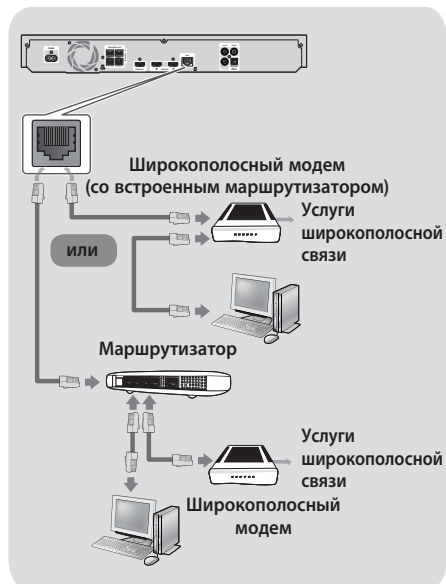 Широкополосный модем
(со встроенным маршрутизатором)
Услуги
широкополосной
связи
или
Маршрутизатор
Услуги
широкополосной
связи
Широкополосный
модем